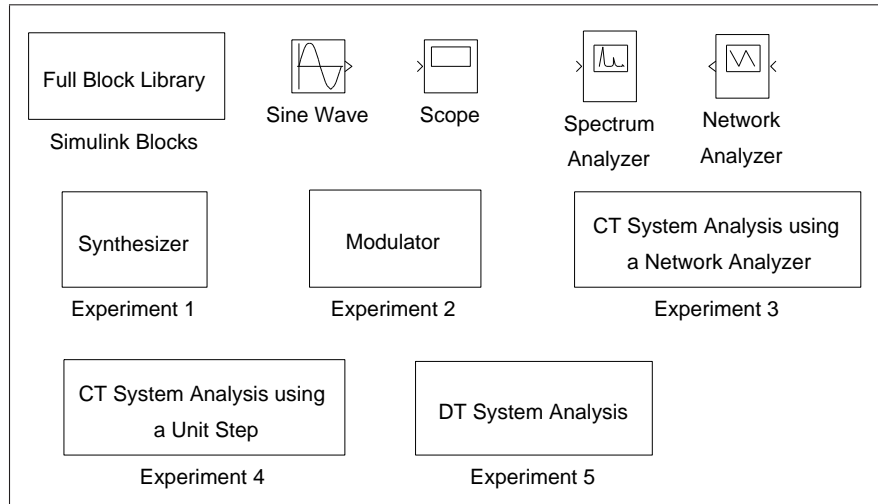 Full Block Library
Simulink Blocks
Sine Wave
Scope
Spectrum
Analyzer
Network
Analyzer
Synthesizer
Experiment 1
Modulator
Experiment 2
CT System Analysis using
a Network Analyzer
Experiment 3
CT System Analysis using
a Unit Step
Experiment 4
DT System Analysis
Experiment 5